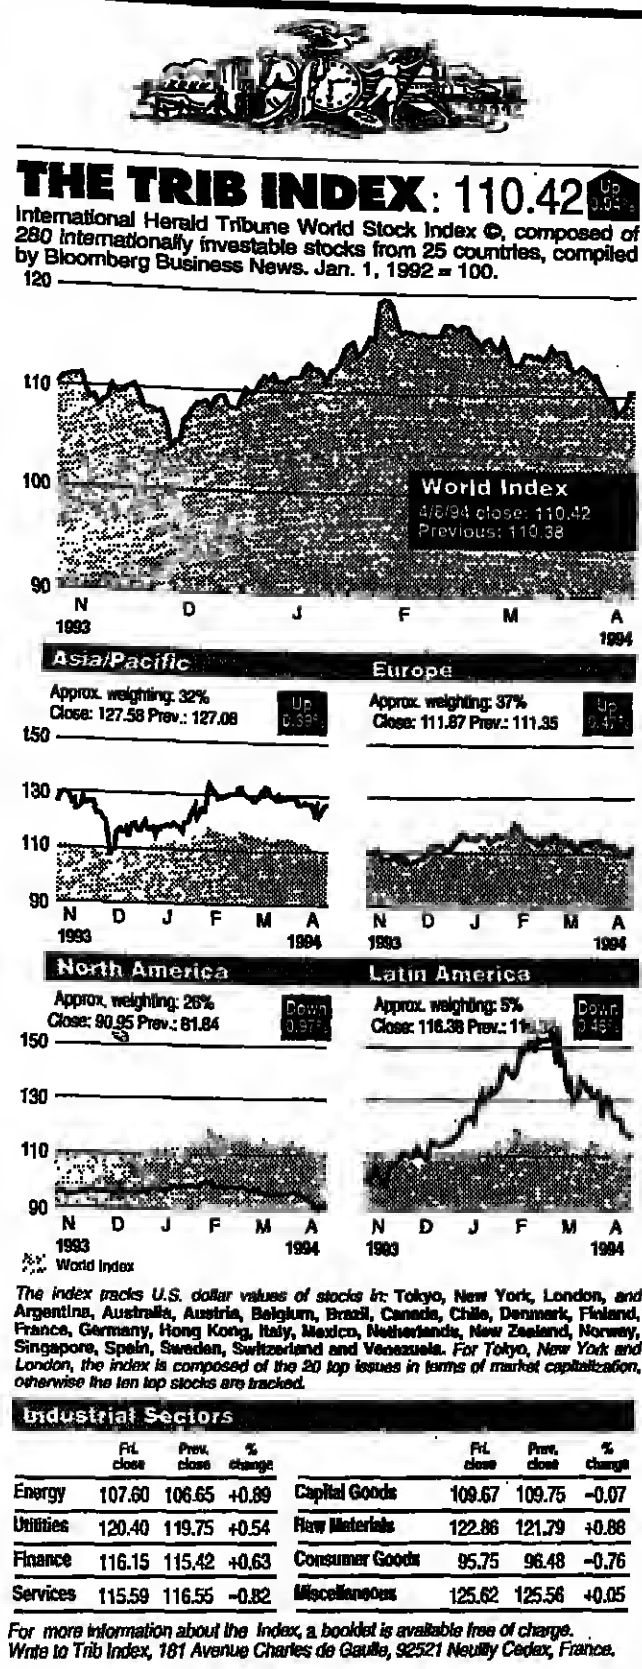 THE TRIB INDEX: 110.42 Up
International Herald Tribune World Stock Index ©, composed of
280 internationally investable stocks from 25 countries, compiled
by Bloomberg Business News. Jan. 1, 1992 = 100.
120
110
100
90
World Index
4/8/94 close: 110.42
Previous: 110.38
N D J F M A
1993 1994
Asia/Pacific
Approx. weighting: 32%
Close: 127.58 Prev.: 127.08
Up
0.39%
150
130
110
90
N D J F M A
1993 1994
Europe
Approx. weighting: 37%
Close: 111.87 Prev.: 111.35
Up
0.47%
N D J F M A
1993 1994
North America
Approx. weighting: 26%
Close: 90.95 Prev.: 81.84
Down
0.97%
150
130
110
90
N D J F M A
1993 1994
World Index
Latin America
Approx. weighting: 5%
Close: 116.38 Prev.:
Down
N D J F M A
1993 1994
The index tracks U.S. dollar values of stocks in: Tokyo, New York, London, and
Argentina, Australia, Austria, Belgium, Brazil, Canada, Chile, Denmark, Finland,
France, Germany, Hong Kong, Italy, Mexico, Netherlands, New Zealand, Norway,
Singapore, Spain, Sweden, Switzerland and Venezuela. For Tokyo, New York and
London, the index is composed of the 20 top issues in terms of market capitalization,
otherwise the ten top stocks are tracked.
Industrial Sectors
Fri. close Prev. close % change
Energy 107.60 106.65 +0.89
Utilities 120.40 119.75 +0.54
Finance 116.15 115.42 +0.63
Services 115.59 116.55 -0.82
Fri. close Prev. close % change
Capital Goods 109.67 109.75 -0.07
Raw Materials 122.86 121.79 +0.88
Consumer Goods 95.75 96.48 -0.76
Miscellaneous 125.62 125.56 +0.05
For more information about the Index, a booklet is available free of charge.
Write to Trib Index, 181 Avenue Charles de Gaulle, 92521 Neuilly Cedex, France.